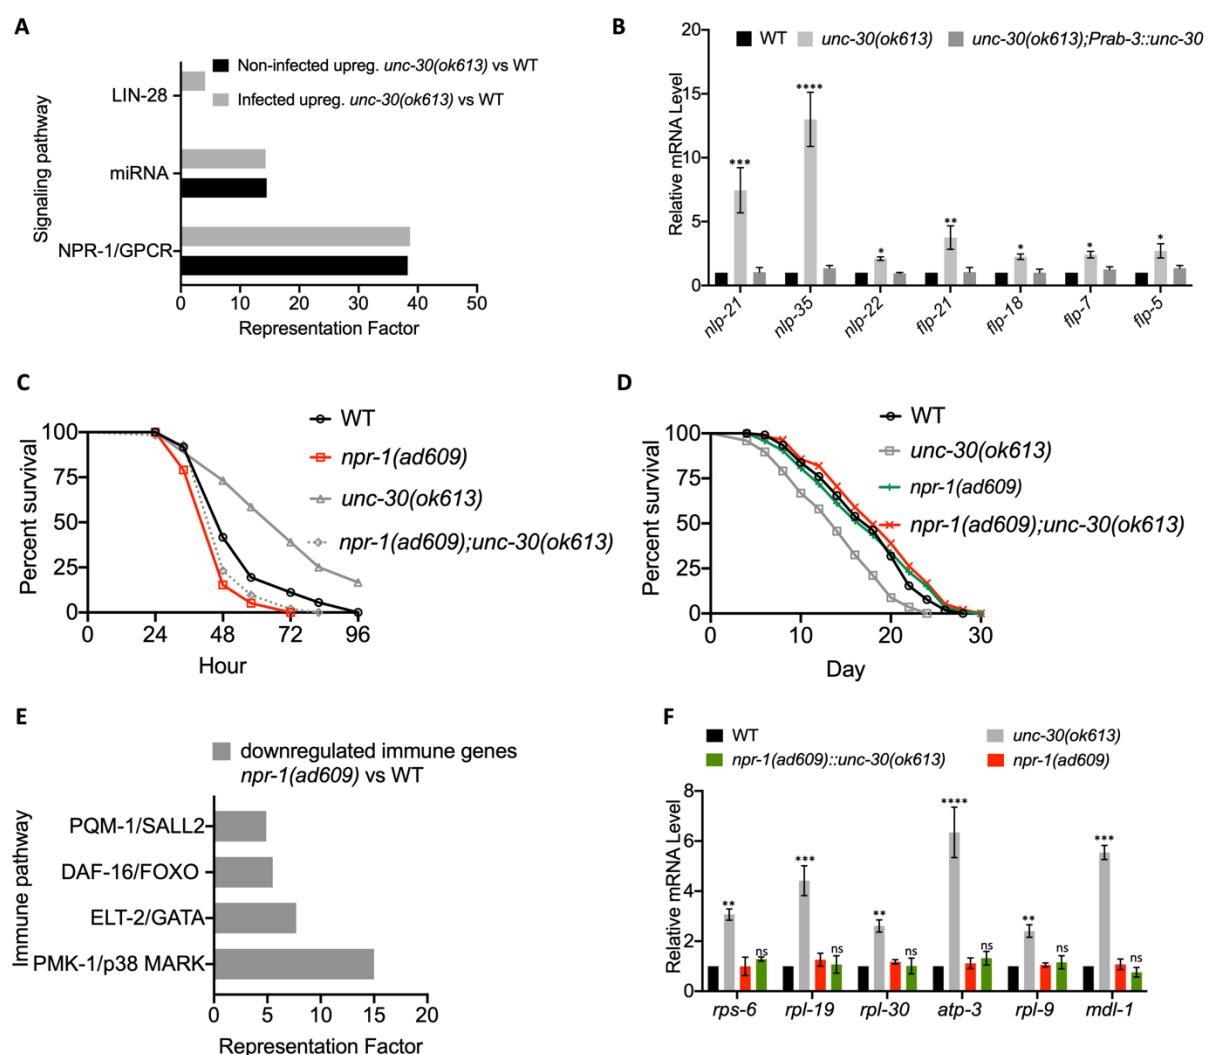 A
Non-infected upreg. unc-30(ok613) vs WT
Infected upreg. unc-30(ok613) vs WT
Signaling pathway
LIN-28
miRNA
NPR-1/GPCR
0 10 20 30 40 50
Representation Factor
B
WT unc-30(ok613) unc-30(ok613);Prab-3::unc-30
Relative mRNA Level
20
15
10
5
0
*** **** * ** * * *
nlp-21 nlp-35 nlp-22 flp-21 flp-18 flp-7 flp-5
C
WT
npr-1(ad609)
unc-30(ok613)
npr-1(ad609);unc-30(ok613)
Percent survival
100
75
50
25
0
0 24 48 72 96
Hour
D
WT
unc-30(ok613)
npr-1(ad609)
npr-1(ad609);unc-30(ok613)
Percent survival
100
75
50
25
0
0 10 20 30
Day
E
downregulated immune genes
npr-1(ad609) vs WT
Immune pathway
PQM-1/SALL2
DAF-16/FOXO
ELT-2/GATA
PMK-1/p38 MARK
0 5 10 15 20
Representation Factor
F
WT unc-30(ok613)
npr-1(ad609)::unc-30(ok613) npr-1(ad609)
Relative mRNA Level
8
6
4
2
0
** ns *** ns ** ns **** ns ** ns *** ns
rps-6 rpl-19 rpl-30 atp-3 rpl-9 mdl-1